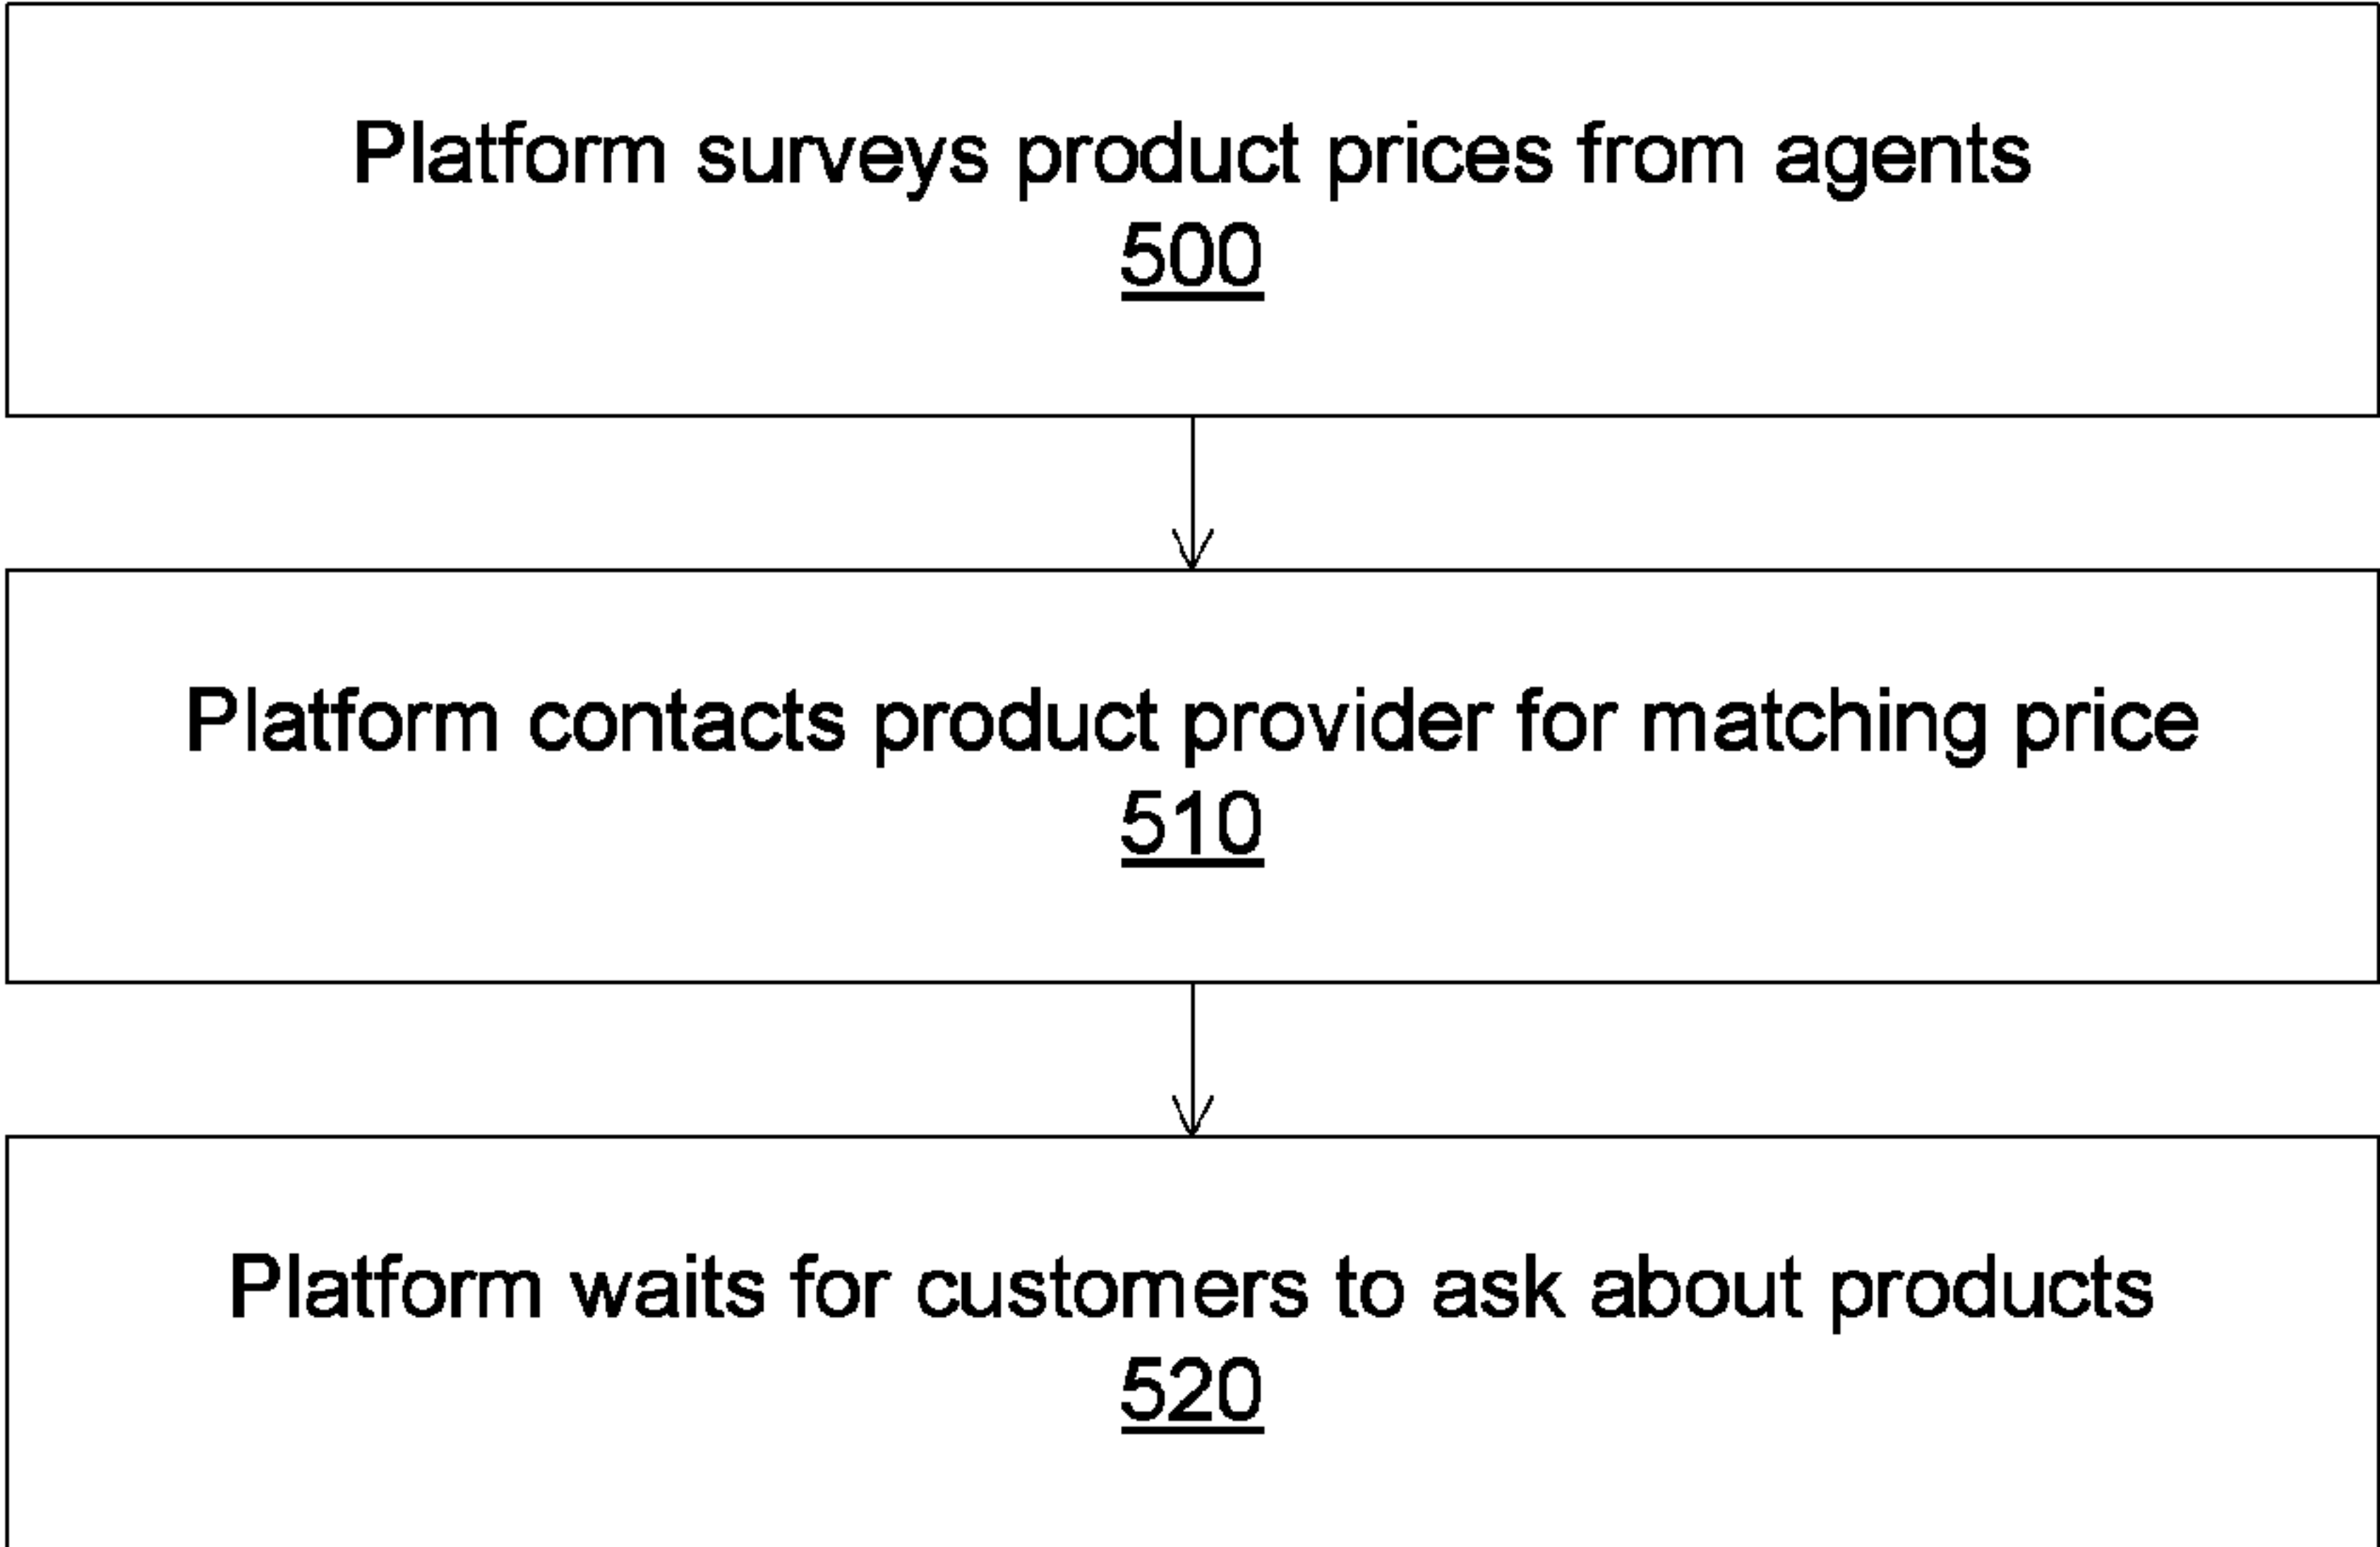 Platform surveys product prices from agents
500
Platform contacts product provider for matching price
510
Platform waits for customers to ask about products
520